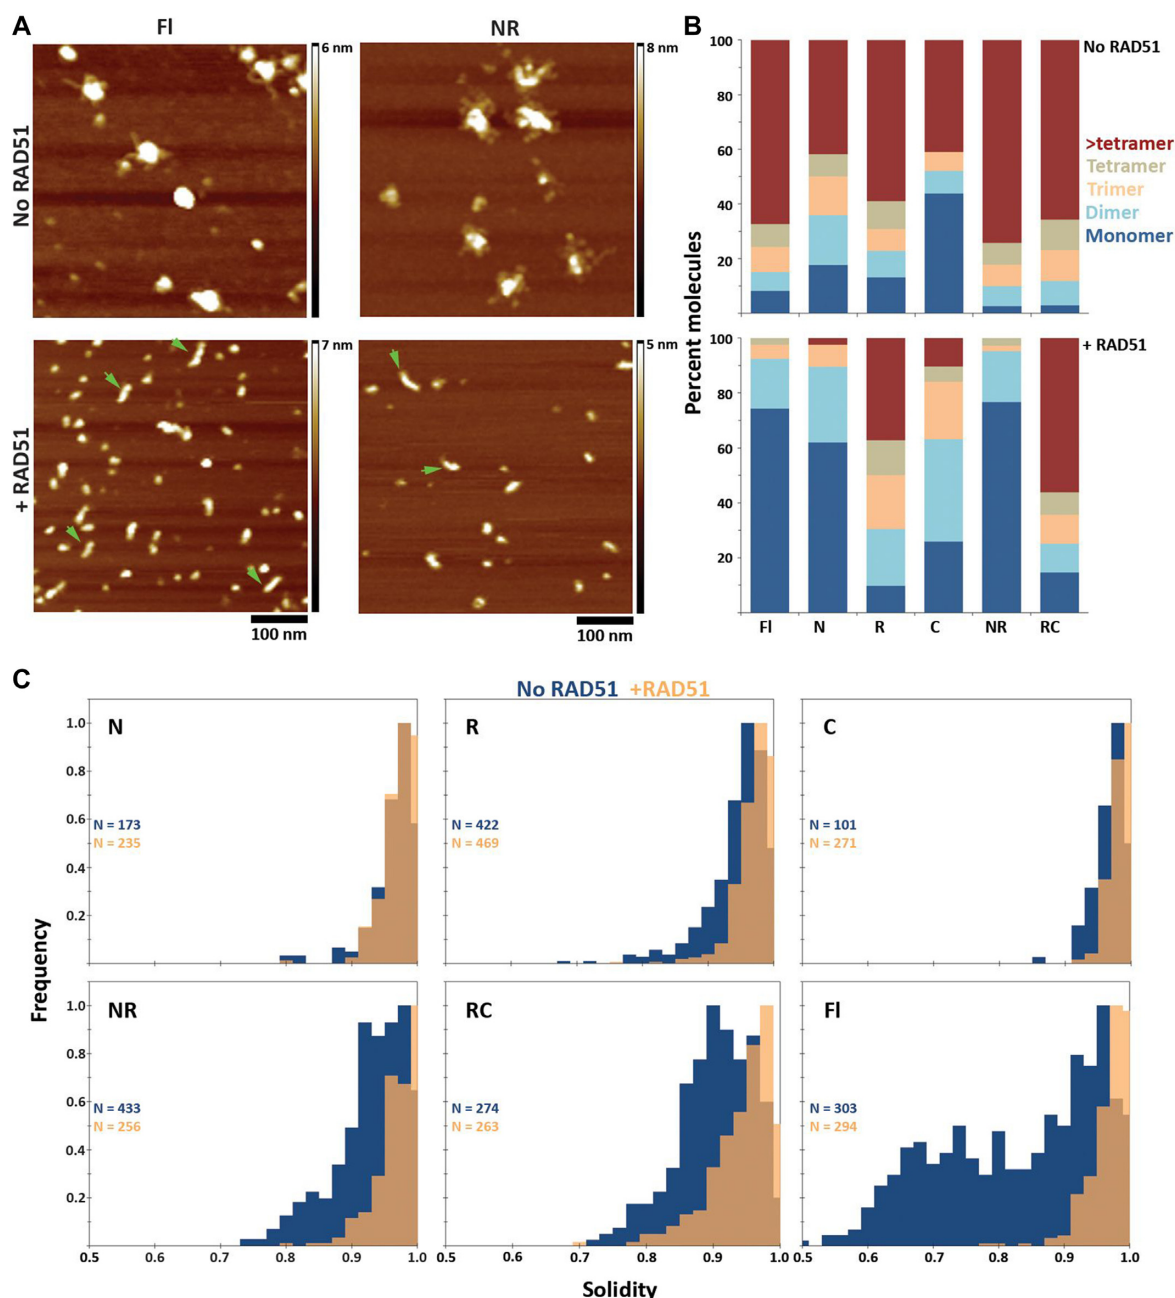 A
Fl
NR
B
No RAD51
6 nm
8 nm
+ RAD51
7 nm
5 nm
100 nm
100 nm
Percent molecules
100
80
60
40
20
No RAD51
>tetramer
Tetramer
Trimer
Dimer
Monomer
100
80
60
40
20
+ RAD51
Fl N R C NR RC
C
No RAD51 +RAD51
Frequency
1.0
0.8
0.6
0.4
0.2
N
N = 173
N = 235
R
N = 422
N = 469
C
N = 101
N = 271
1.0
0.8
0.6
0.4
0.2
NR
N = 433
N = 256
RC
N = 274
N = 263
Fl
N = 303
N = 294
0.5 0.6 0.7 0.8 0.9 1.0
0.5 0.6 0.7 0.8 0.9 1.0
0.5 0.6 0.7 0.8 0.9 1.0
Solidity